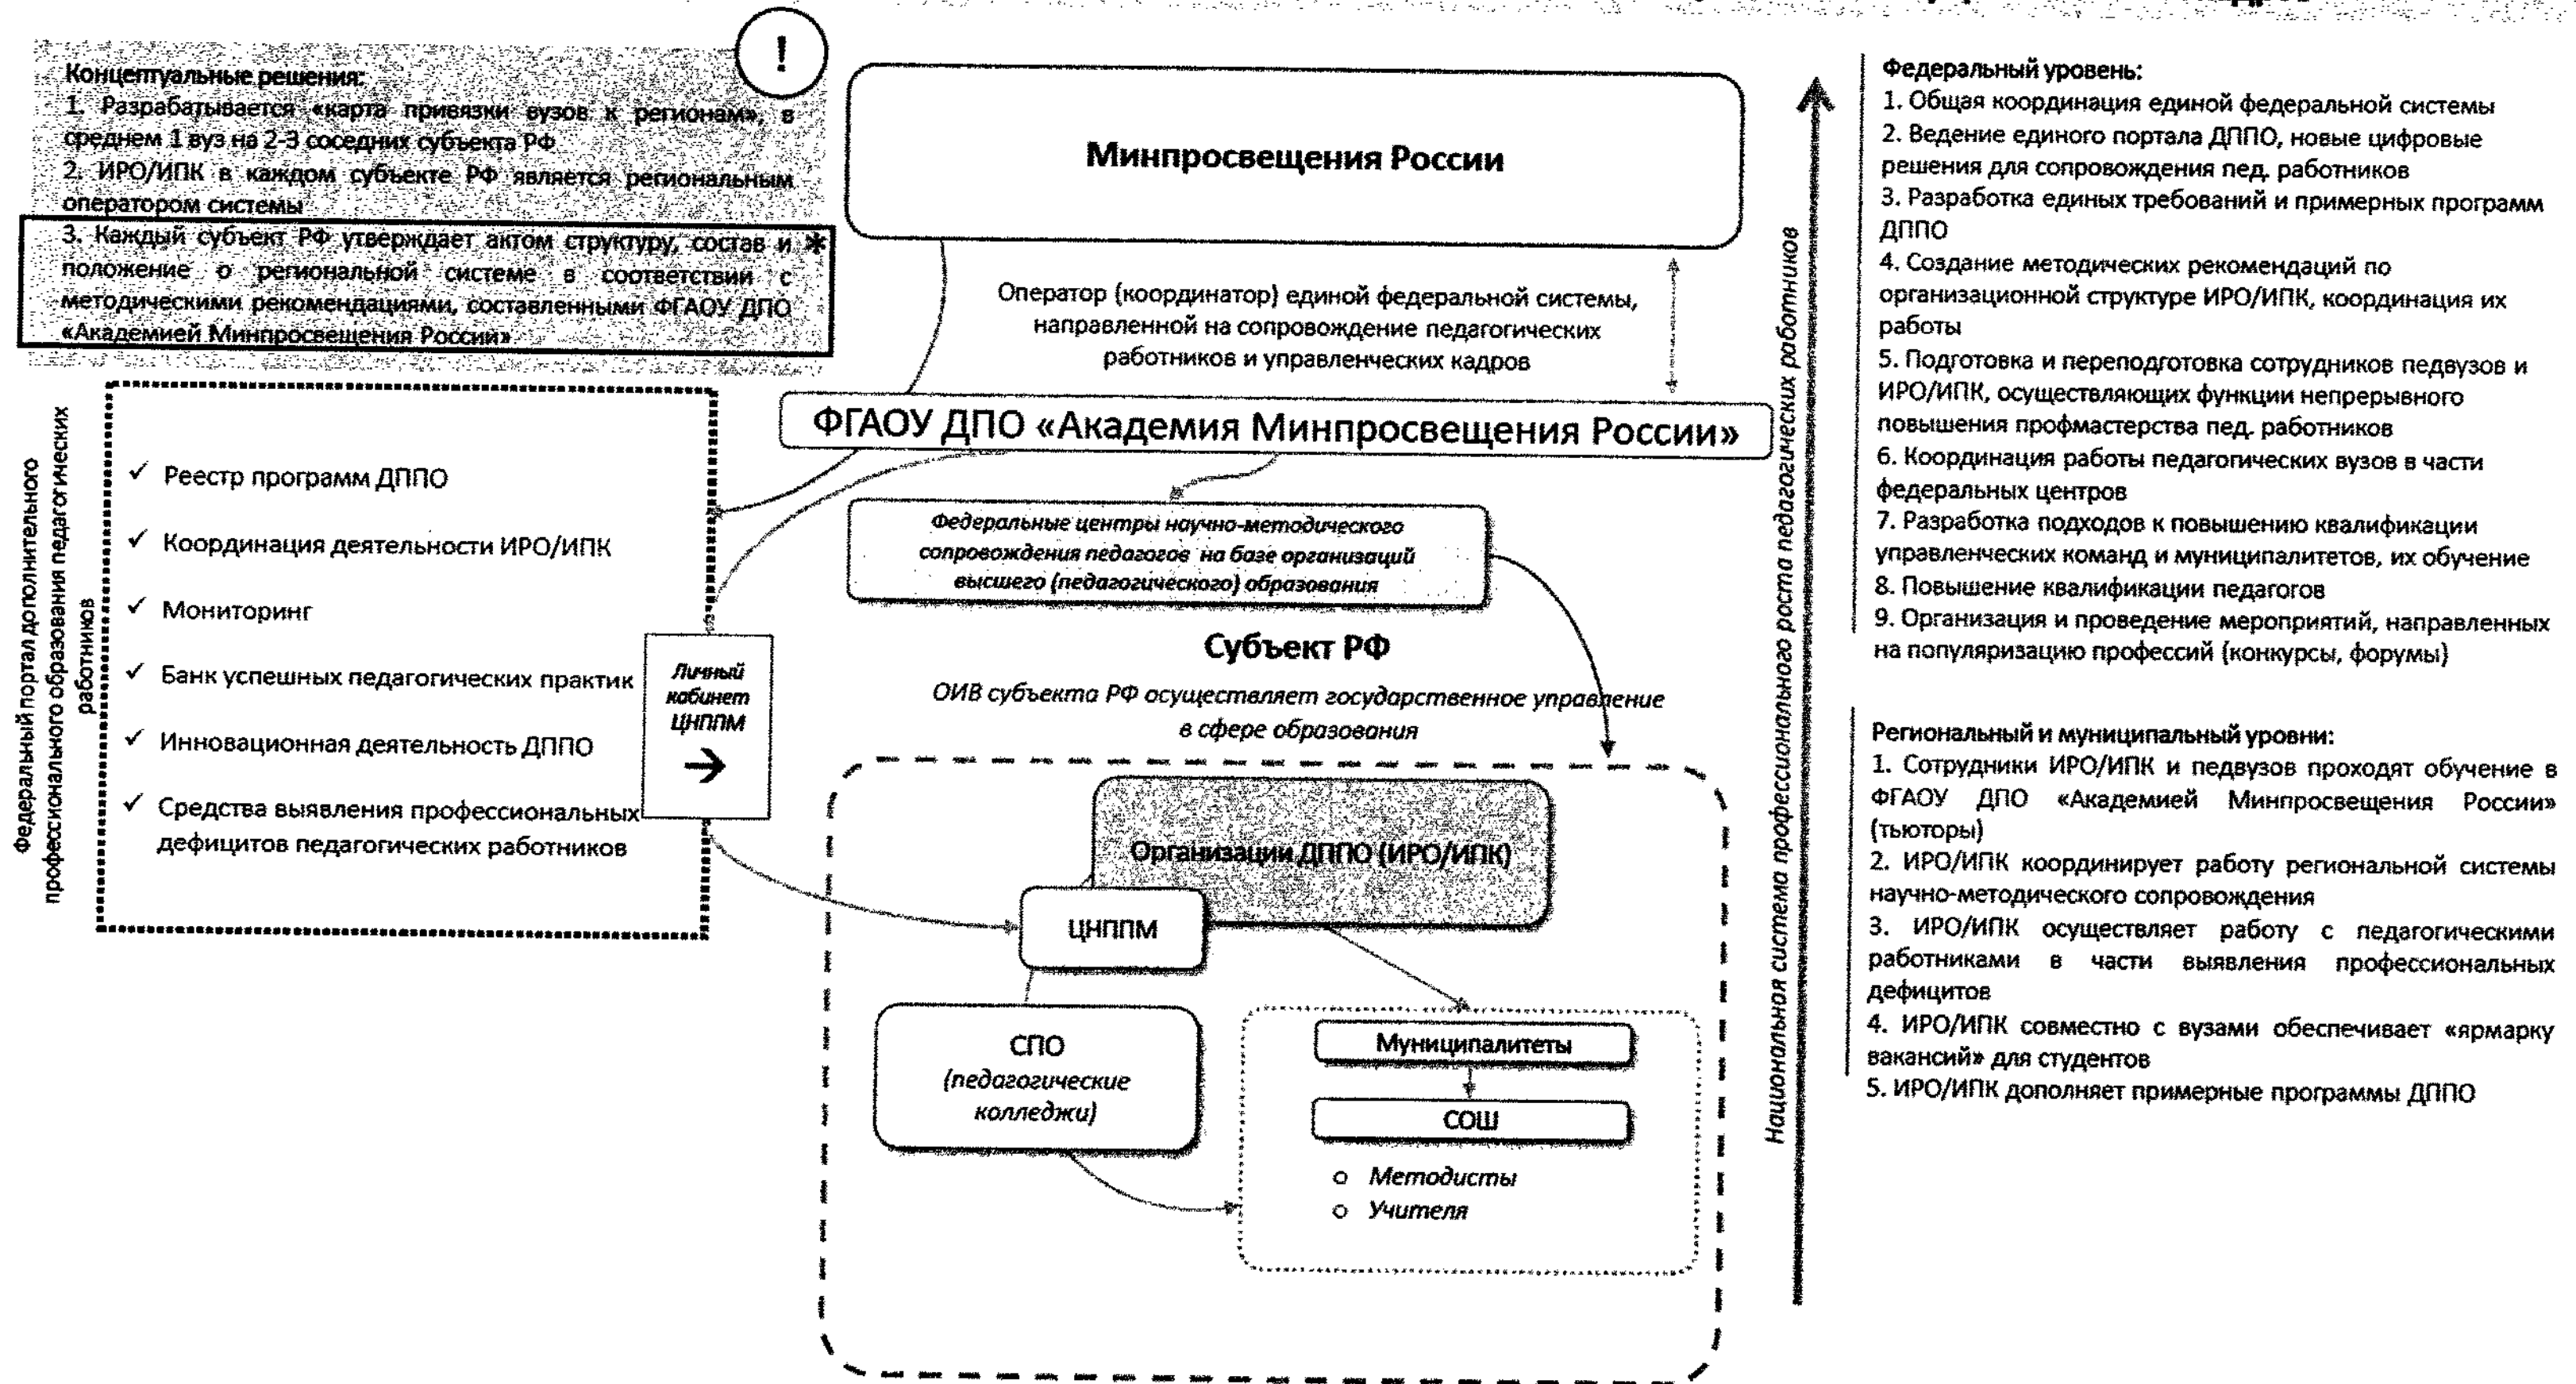 !
Концептуальные решения:
1. Разрабатывается «карта привязки вузов к регионам», в
среднем 1 вуз на 2-3 соседних субъекта РФ
2. ИРО/ИПК в каждом субъекте РФ является региональным
оператором системы
3. Каждый субъект РФ утверждает актом структуру, состав и *
положение о региональной системе в соответствии с
методическими рекомендациями, составленными ФГАОУ ДПО
«Академией Минпросвещения России»
Федеральный портал дополнительного
профессионального образования педагогических
работников
✓ Реестр программ ДППО
✓ Координация деятельности ИРО/ИПК
✓ Мониторинг
✓ Банк успешных педагогических практик
✓ Инновационная деятельность ДППО
✓ Средства выявления профессиональных
дефицитов педагогических работников
Личный
кабинет
ЦНППМ
Минпросвещения России
Оператор (координатор) единой федеральной системы,
направленной на сопровождение педагогических
работников и управленческих кадров
ФГАОУ ДПО «Академия Минпросвещения России»
Федеральные центры научно-методического
сопровождения педагогов на базе организаций
высшего (педагогического) образования
Субъект РФ
ОИВ субъекта РФ осуществляет государственное управление
в сфере образования
Организации ДППО (ИРО/ИПК)
ЦНППМ
СПО
(педагогические
колледжи)
Муниципалитеты
СОШ
○ Методисты
○ Учителя
Национальная система профессионального роста педагогических работников
Федеральный уровень:
1. Общая координация единой федеральной системы
2. Ведение единого портала ДППО, новые цифровые
решения для сопровождения пед. работников
3. Разработка единых требований и примерных программ
ДППО
4. Создание методических рекомендаций по
организационной структуре ИРО/ИПК, координация их
работы
5. Подготовка и переподготовка сотрудников педвузов и
ИРО/ИПК, осуществляющих функции непрерывного
повышения профмастерства пед. работников
6. Координация работы педагогических вузов в части
федеральных центров
7. Разработка подходов к повышению квалификации
управленческих команд и муниципалитетов, их обучение
8. Повышение квалификации педагогов
9. Организация и проведение мероприятий, направленных
на популяризацию профессий (конкурсы, форумы)
Региональный и муниципальный уровни:
1. Сотрудники ИРО/ИПК и педвузов проходят обучение в
ФГАОУ ДПО «Академией Минпросвещения России»
(тьюторы)
2. ИРО/ИПК координирует работу региональной системы
научно-методического сопровождения
3. ИРО/ИПК осуществляет работу с педагогическими
работниками в части выявления профессиональных
дефицитов
4. ИРО/ИПК совместно с вузами обеспечивает «ярмарку
вакансий» для студентов
5. ИРО/ИПК дополняет примерные программы ДППО